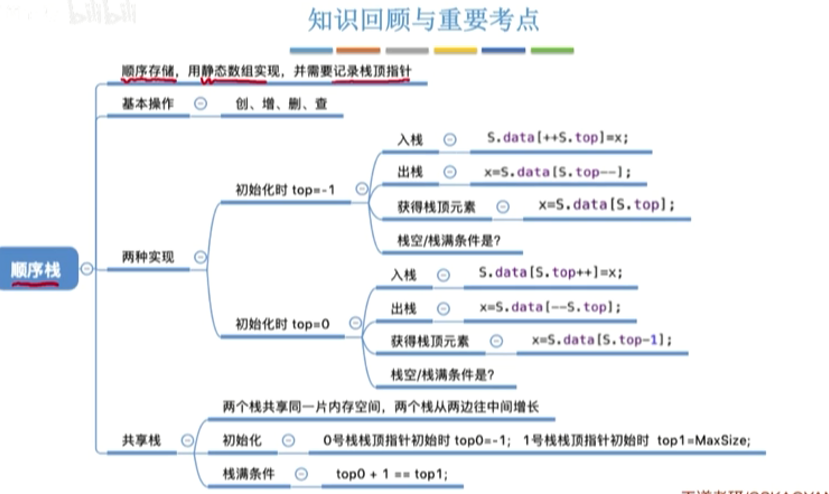 bilibili
知识回顾与重要考点
顺序存储，用静态数组实现，并需要记录栈顶指针
基本操作 创、增、删、查
顺序栈
两种实现
初始化时 top=-1
入栈 S.data[++S.top]=x;
出栈 x=S.data[S.top--];
获得栈顶元素 x=S.data[S.top];
栈空/栈满条件是？
初始化时 top=0
入栈 S.data[S.top++]=x;
出栈 x=S.data[--S.top];
获得栈顶元素 x=S.data[S.top-1];
栈空/栈满条件是？
共享栈
两个栈共享同一片内存空间，两个栈从两边往中间增长
初始化 0号栈栈顶指针初始时 top0=-1； 1号栈栈顶指针初始时 top1=MaxSize;
栈满条件 top0 + 1 == top1;